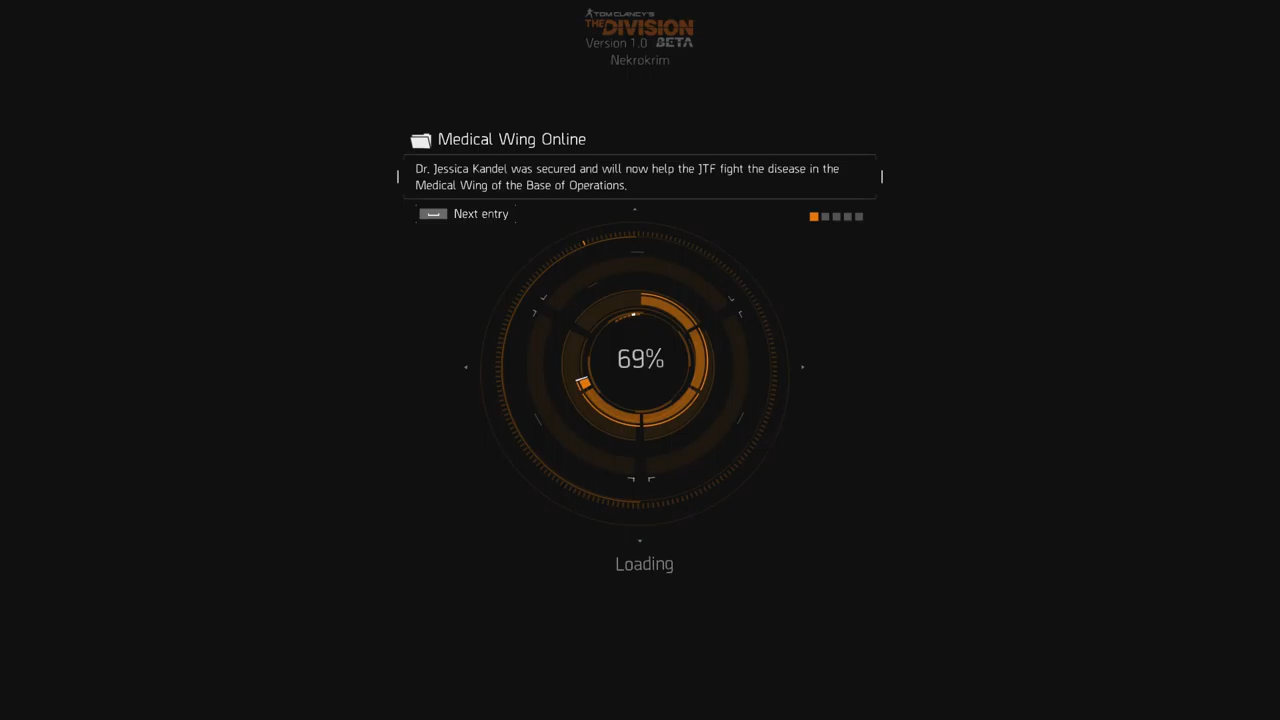 TOM CLANCY'S
THE DIVISION
Version 1.0 BETA
Nekrokrim
Medical Wing Online
Dr. Jessica Kandel was secured and will now help the JTF fight the disease in the
Medical Wing of the Base of Operations.
Next entry
69%
Loading